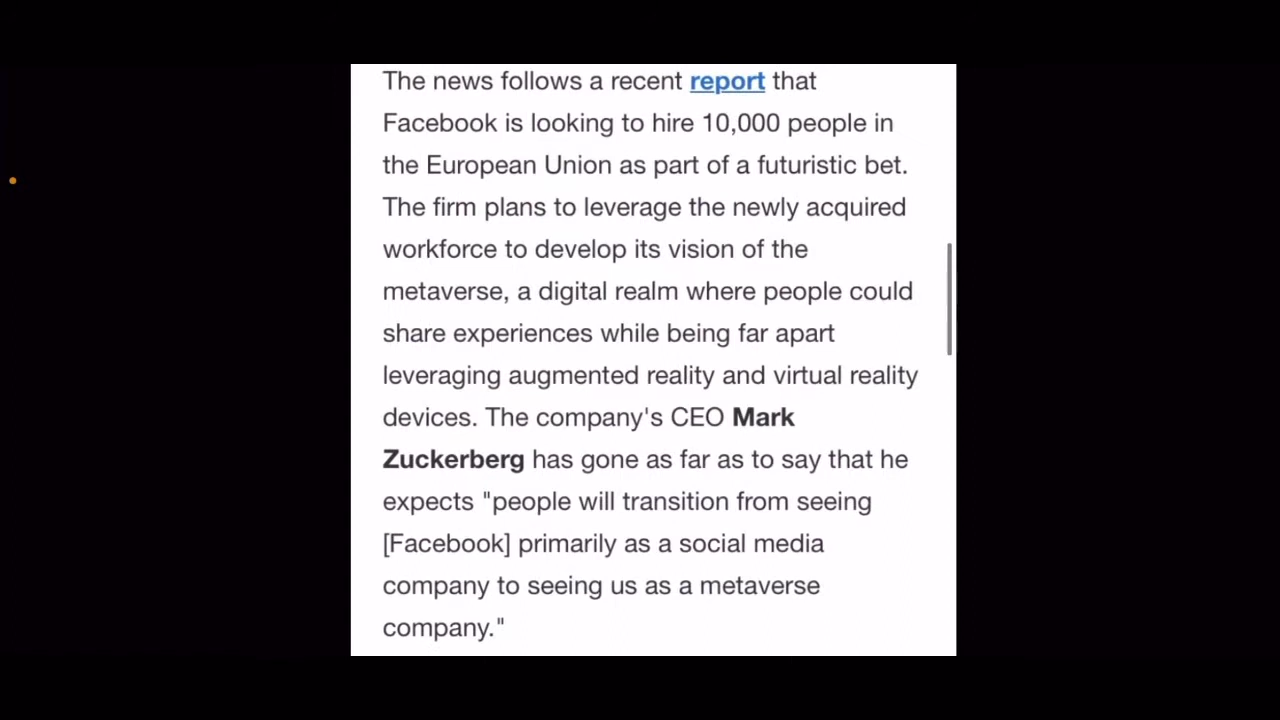 The news follows a recent report that
Facebook is looking to hire 10,000 people in
the European Union as part of a futuristic bet.
The firm plans to leverage the newly acquired
workforce to develop its vision of the
metaverse, a digital realm where people could
share experiences while being far apart
leveraging augmented reality and virtual reality
devices. The company's CEO Mark
Zuckerberg has gone as far as to say that he
expects "people will transition from seeing
[Facebook] primarily as a social media
company to seeing us as a metaverse
company."